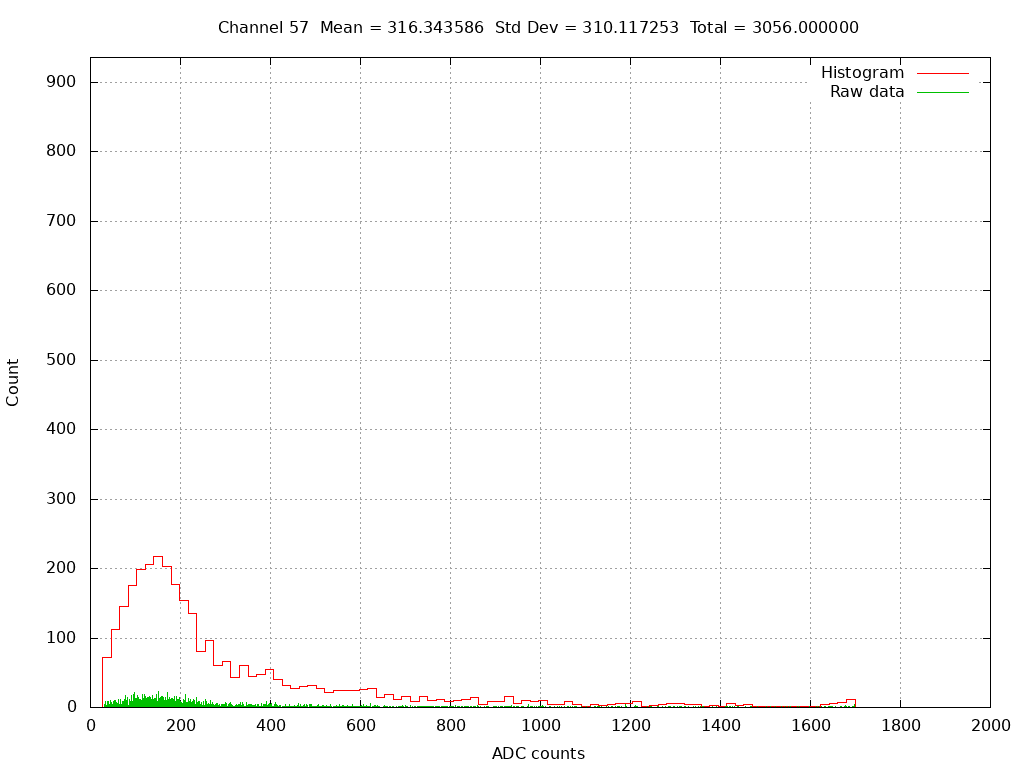 Channel 57  Mean = 316.343586  Std Dev = 310.117253  Total = 3056.000000
Histogram
Raw data
900
800
700
600
500
400
300
200
100
0
Count
0 200 400 600 800 1000 1200 1400 1600 1800 2000
ADC counts